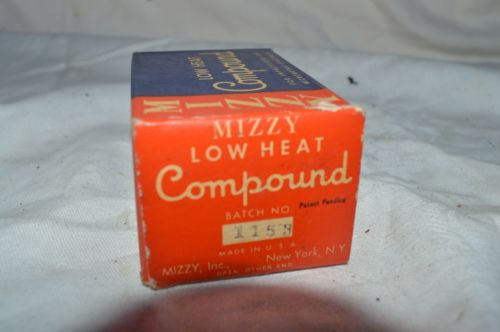 LOW HEAT
Compound
MIZZY
MIZZY
LOW HEAT
Compound
Patent Pending
BATCH NO.
1153
MADE IN U.S.A.
MIZZY, Inc., New York, N.Y.
OPEN OTHER END